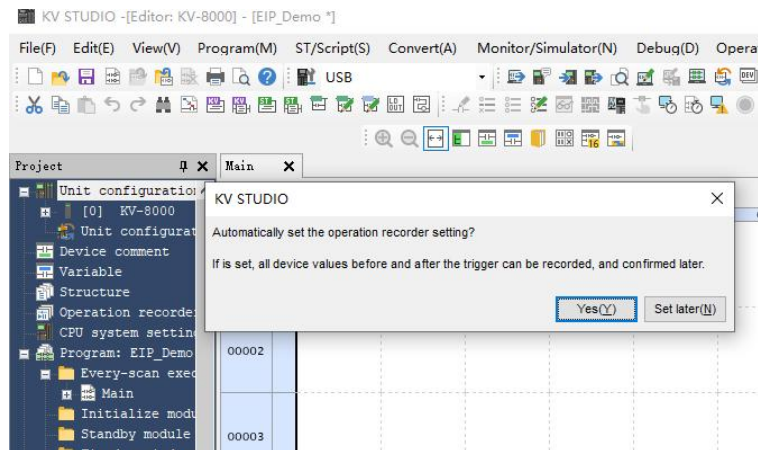 KV STUDIO -[Editor: KV-8000] - [EIP_Demo *]
File(F) Edit(E) View(V) Program(M) ST/Script(S) Convert(A) Monitor/Simulator(N) Debug(D) Opera
USB
Project
Main
Unit configuration
[0] KV-8000
Unit configurat
Device comment
Variable
Structure
Operation recorde
CPU system settin
Program: EIP_Demo
Every-scan exec
Main
Initialize modu
Standby module
KV STUDIO
Automatically set the operation recorder setting?
If is set, all device values before and after the trigger can be recorded, and confirmed later.
Yes(Y) Set later(N)
00002
00003